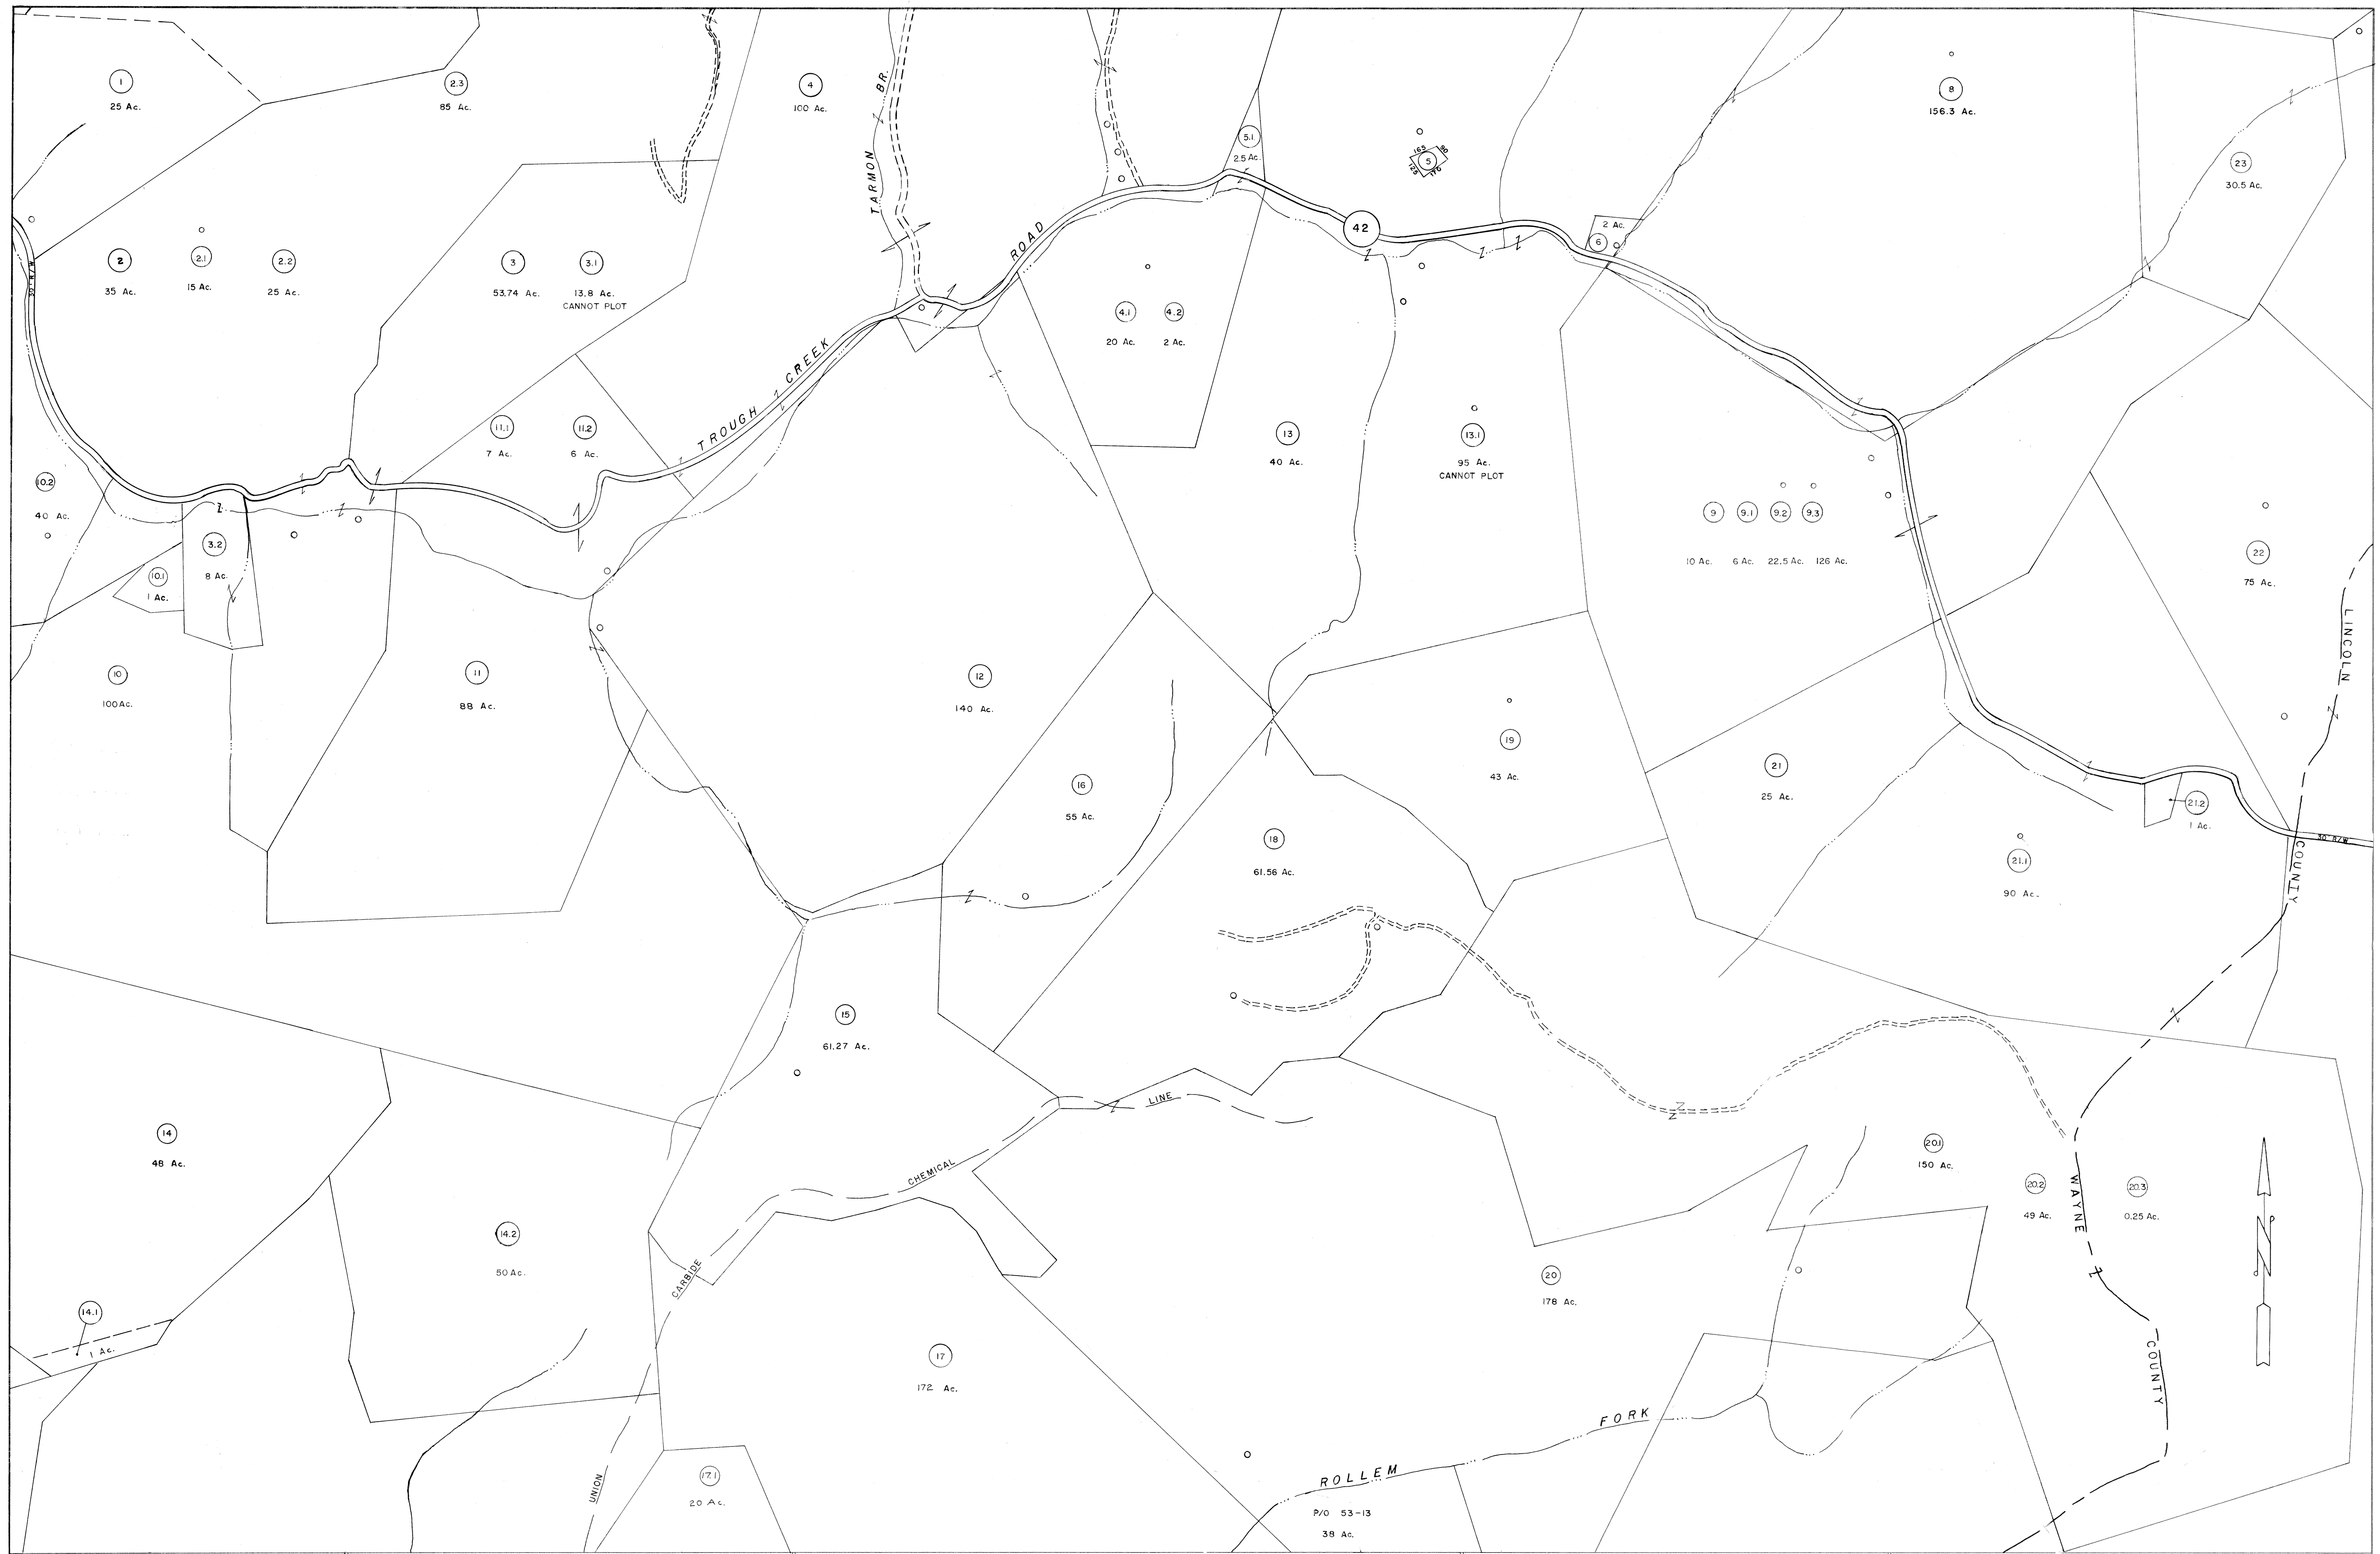 1
25 Ac.
2.3
85 Ac.
4
100 Ac.
TARMON BR.
5.1
2.5 Ac.
165
90
5
125
170
8
156.3 Ac.
23
30.5 Ac.
30' R/W
2
35 Ac.
2.1
15 Ac.
2.2
25 Ac.
3
53.74 Ac.
3.1
13.8 Ac.
CANNOT PLOT
TROUGH CREEK ROAD
42
2 Ac.
6
4.1
20 Ac.
4.2
2 Ac.
11.1
7 Ac.
11.2
6 Ac.
13
40 Ac.
13.1
95 Ac.
CANNOT PLOT
10.2
40 Ac.
3.2
8 Ac.
10.1
1 Ac.
9 9.1 9.2 9.3
10 Ac. 6 Ac. 22.5 Ac. 126 Ac.
22
75 Ac.
LINCOLN COUNTY
10
100 Ac.
11
88 Ac.
12
140 Ac.
16
55 Ac.
19
43 Ac.
21
25 Ac.
21.2
1 Ac.
30' R/W
18
61.56 Ac.
21.1
90 Ac.
15
61.27 Ac.
14
48 Ac.
14.2
50 Ac.
14.1
1 Ac.
UNION CARBIDE CHEMICAL LINE
20.1
150 Ac.
20.2
49 Ac.
20.3
0.25 Ac.
WAYNE COUNTY
N
20
178 Ac.
17
172 Ac.
17.1
20 Ac.
ROLLEM FORK
P/O 53-13
38 Ac.